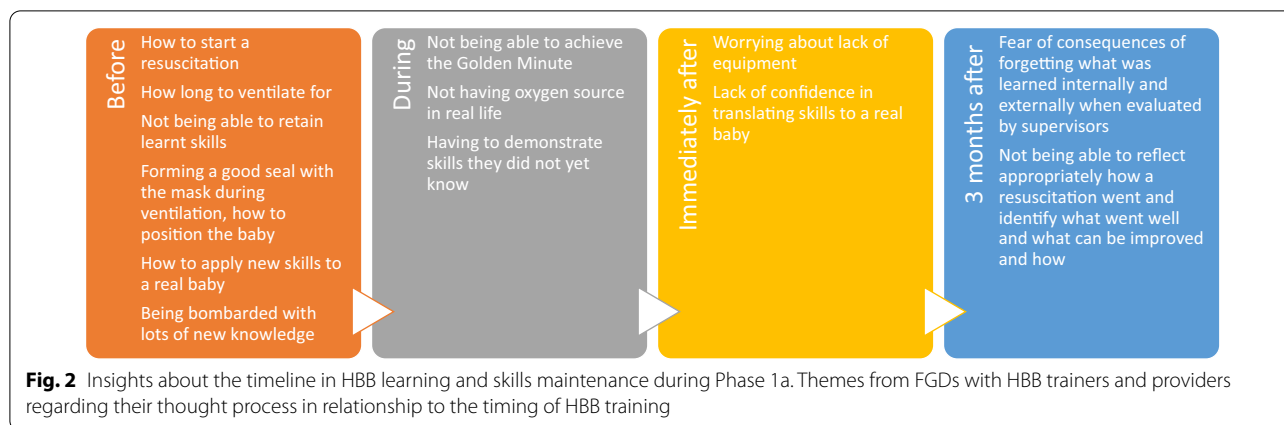 Before
How to start a
resuscitation
How long to ventilate for
Not being able to retain
learnt skills
Forming a good seal with
the mask during
ventilation, how to
position the baby
How to apply new skills to
a real baby
Being bombarded with
lots of new knowledge
During
Not being able to achieve
the Golden Minute
Not having oxygen source
in real life
Having to demonstrate
skills they did not yet
know
Immediately after
Worrying about lack of
equipment
Lack of confidence in
translating skills to a real
baby
3 months after
Fear of consequences of
forgetting what was
learned internally and
externally when evaluated
by supervisors
Not being able to reflect
appropriately how a
resuscitation went and
identify what went well
and what can be improved
and how
Fig. 2 Insights about the timeline in HBB learning and skills maintenance during Phase 1a. Themes from FGDs with HBB trainers and providers
regarding their thought process in relationship to the timing of HBB training